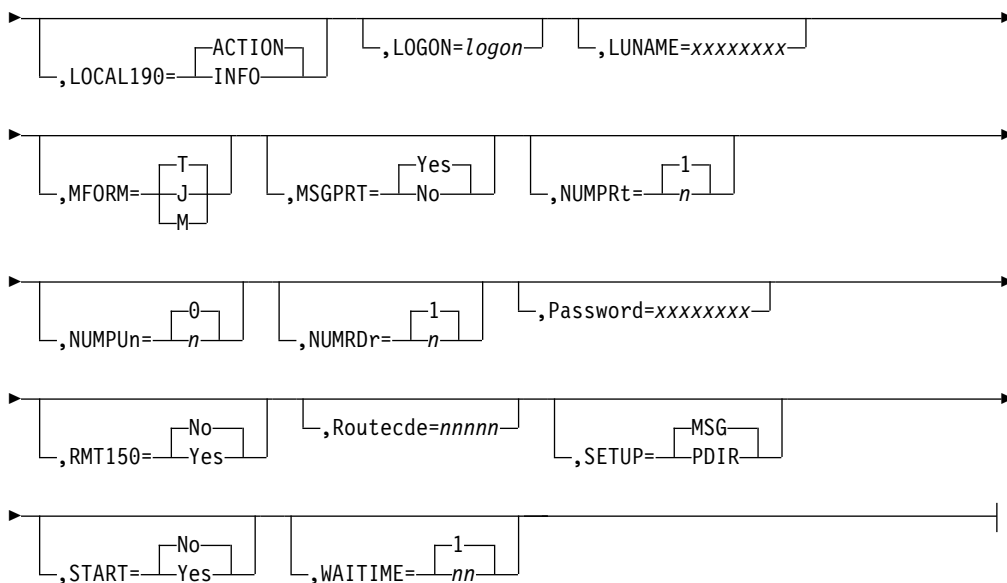 ACTION
,LOCAL190= INFO ,LOGON=logon ,LUNAME=xxxxxxxx
T Yes 1
,MFORM= J ,MSGPRT= No ,NUMPRt= n
M
0 1
,NUMPUn= n ,NUMRDr= n ,Password=xxxxxxxx
No MSG
,RMT150= Yes ,Routecde=nnnnn ,SETUP= PDIR
No 1
,START= Yes ,WAITIME= nn